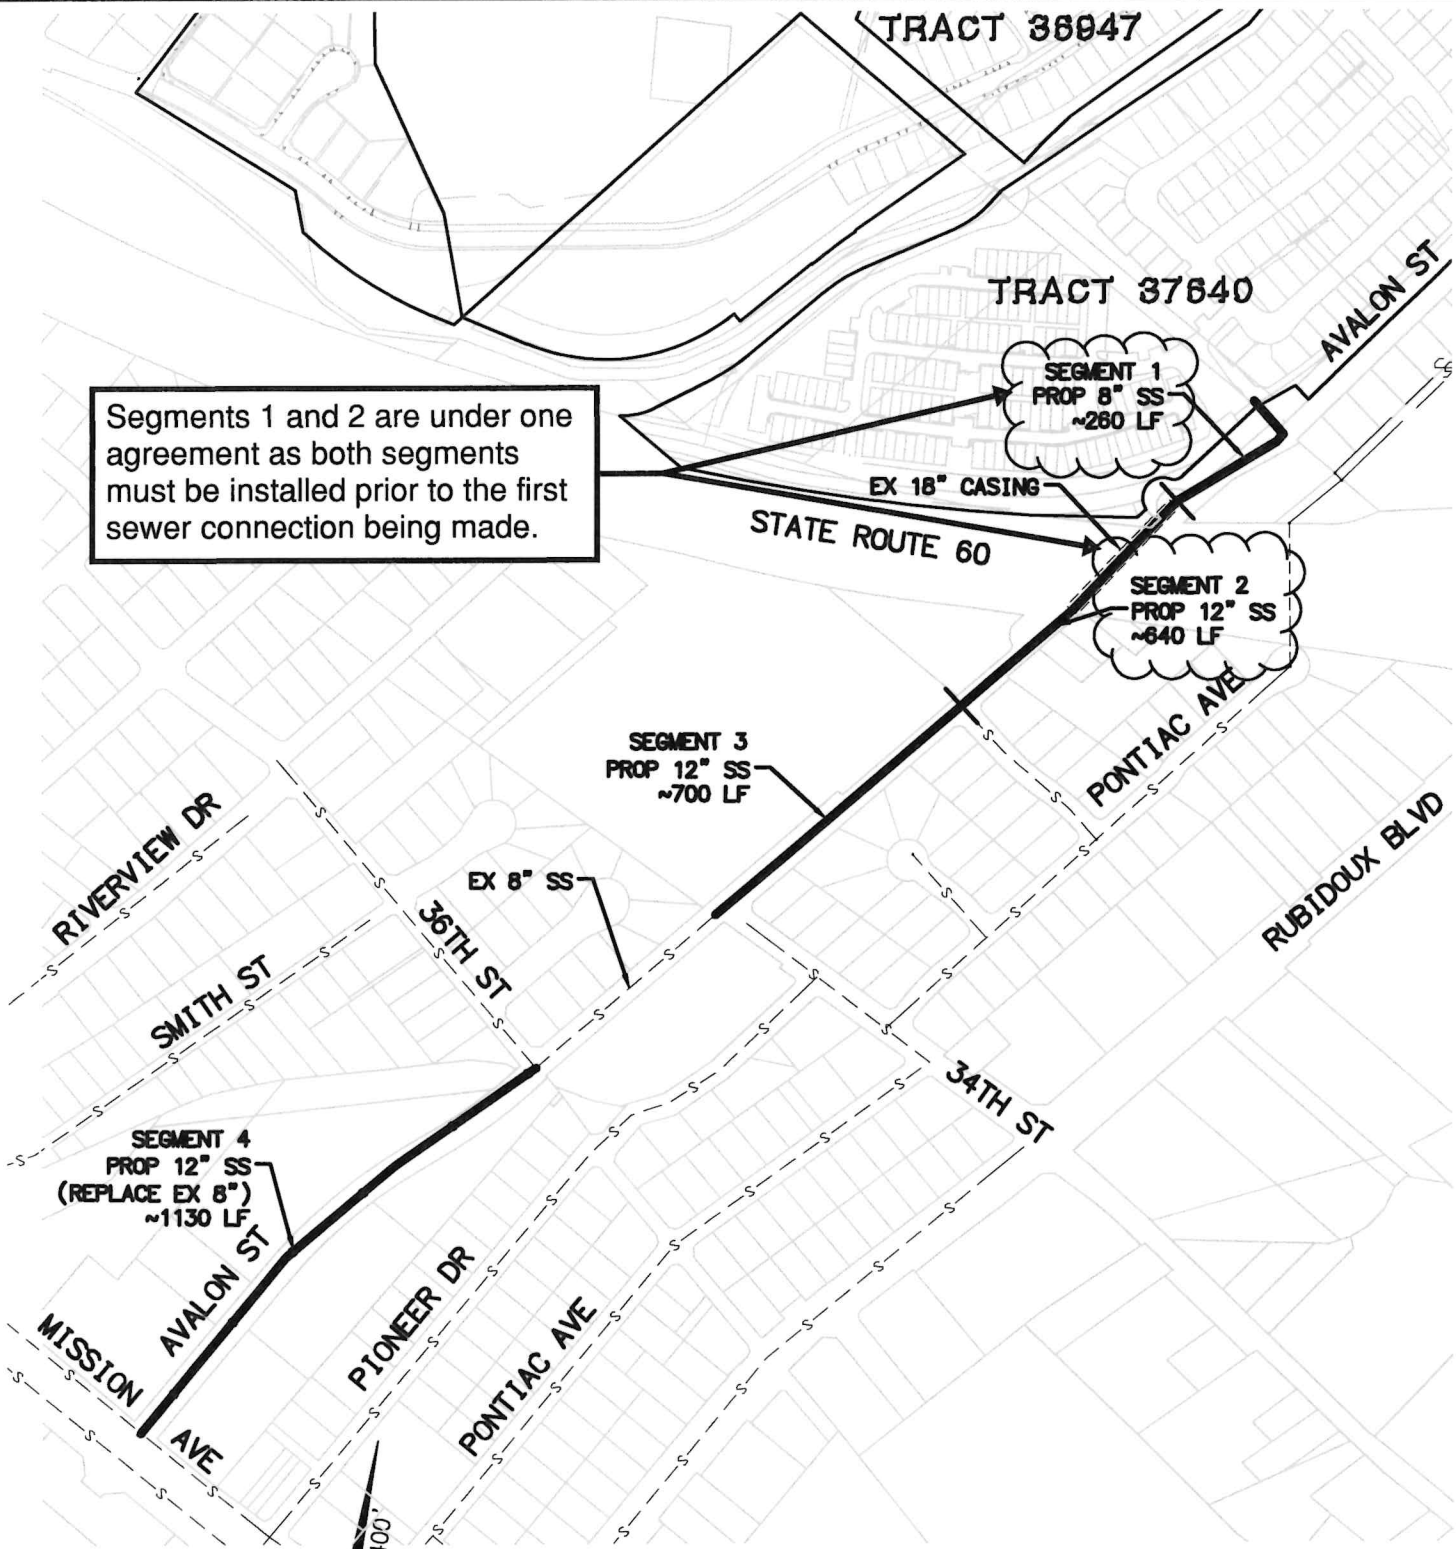 TRACT 36947
TRACT 37640
AVALON ST
SEGMENT 1
PROP 8" SS
~260 LF
Segments 1 and 2 are under one
agreement as both segments
must be installed prior to the first
sewer connection being made.
EX 18" CASING
STATE ROUTE 60
SEGMENT 2
PROP 12" SS
~640 LF
PONTIAC AVE
SEGMENT 3
PROP 12" SS
~700 LF
RIVERVIEW DR
RUBIDOUX BLVD
EX 8" SS
36TH ST
SMITH ST
34TH ST
SEGMENT 4
PROP 12" SS
(REPLACE EX 8")
~1130 LF
AVALON ST
PIONEER DR
PONTIAC AVE
MISSION
AVE